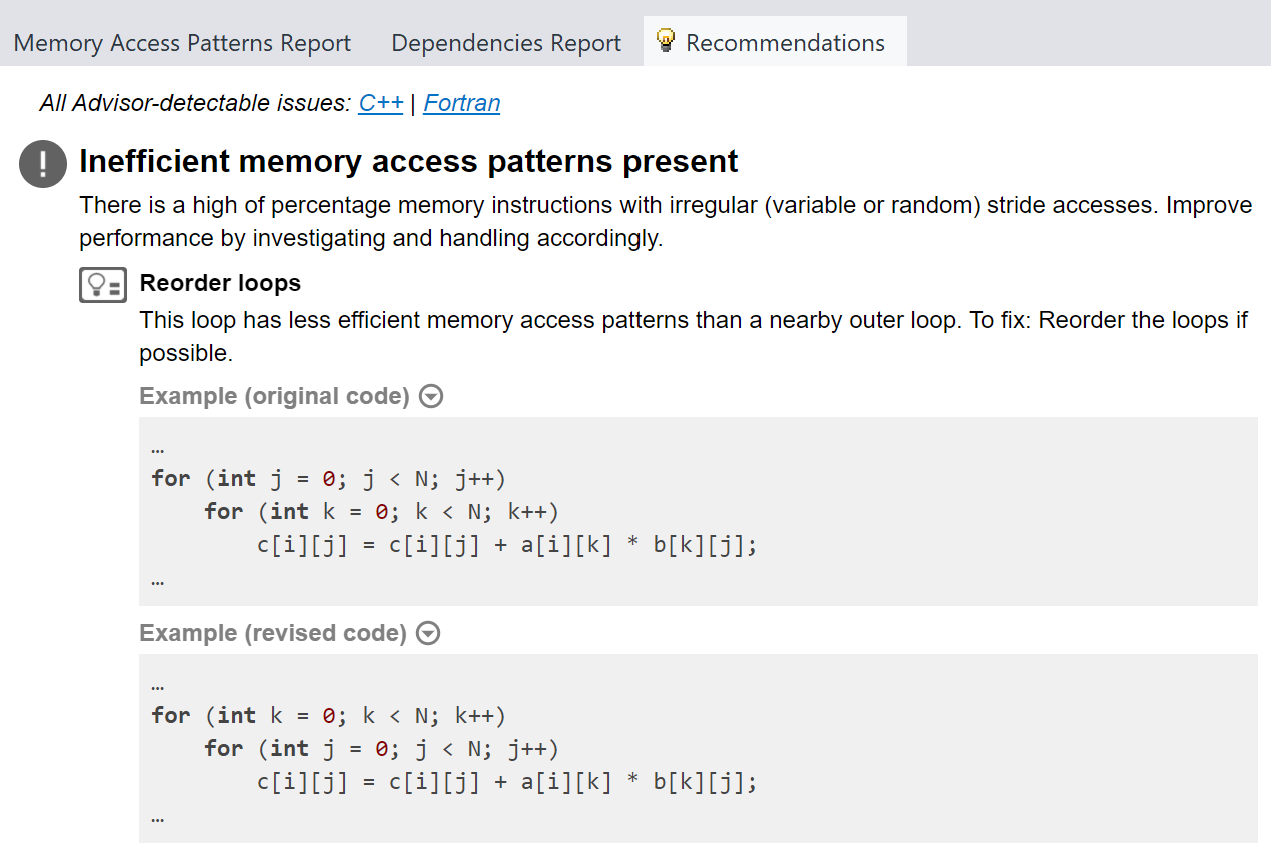 Memory Access Patterns Report Dependencies Report Recommendations
All Advisor-detectable issues: C++ | Fortran
Inefficient memory access patterns present
There is a high of percentage memory instructions with irregular (variable or random) stride accesses. Improve
performance by investigating and handling accordingly.
Reorder loops
This loop has less efficient memory access patterns than a nearby outer loop. To fix: Reorder the loops if
possible.
Example (original code)
…
for (int j = 0; j < N; j++)
    for (int k = 0; k < N; k++)
        c[i][j] = c[i][j] + a[i][k] * b[k][j];
…
Example (revised code)
…
for (int k = 0; k < N; k++)
    for (int j = 0; j < N; j++)
        c[i][j] = c[i][j] + a[i][k] * b[k][j];
…